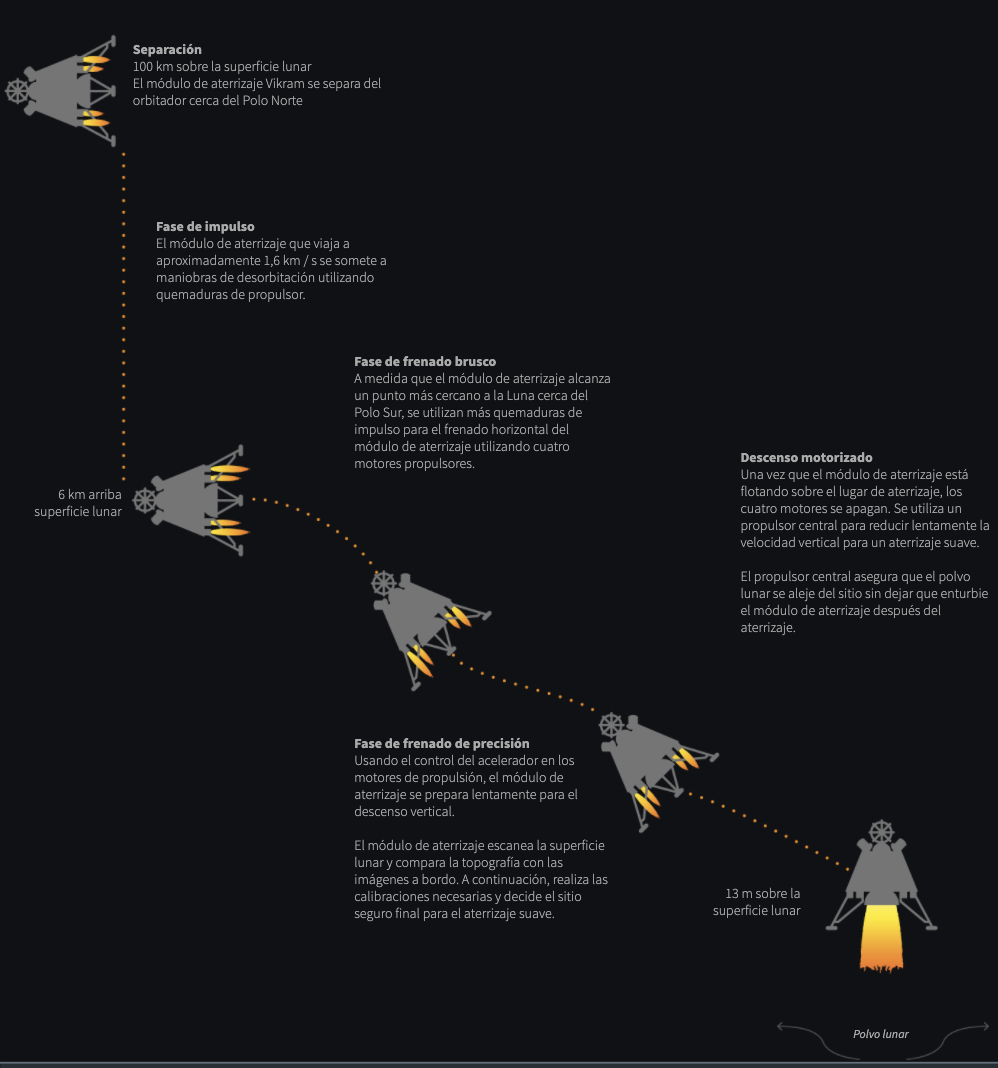 Separación
100 km sobre la superficie lunar
El módulo de aterrizaje Vikram se separa del
orbitador cerca del Polo Norte
Fase de impulso
El módulo de aterrizaje que viaja a
aproximadamente 1,6 km / s se somete a
maniobras de desorbitación utilizando
quemaduras de propulsor.
Fase de frenado brusco
A medida que el módulo de aterrizaje alcanza
un punto más cercano a la Luna cerca del
Polo Sur, se utilizan más quemaduras de
impulso para el frenado horizontal del
módulo de aterrizaje utilizando cuatro
motores propulsores.
6 km arriba
superficie lunar
Descenso motorizado
Una vez que el módulo de aterrizaje está
flotando sobre el lugar de aterrizaje, los
cuatro motores se apagan. Se utiliza un
propulsor central para reducir lentamente la
velocidad vertical para un aterrizaje suave.
El propulsor central asegura que el polvo
lunar se aleje del sitio sin dejar que enturbie
el módulo de aterrizaje después del
aterrizaje.
Fase de frenado de precisión
Usando el control del acelerador en los
motores de propulsión, el módulo de
aterrizaje se prepara lentamente para el
descenso vertical.
El módulo de aterrizaje escanea la superficie
lunar y compara la topografía con las
imágenes a bordo. A continuación, realiza las
calibraciones necesarias y decide el sitio
seguro final para el aterrizaje suave.
13 m sobre la
superficie lunar
Polvo lunar